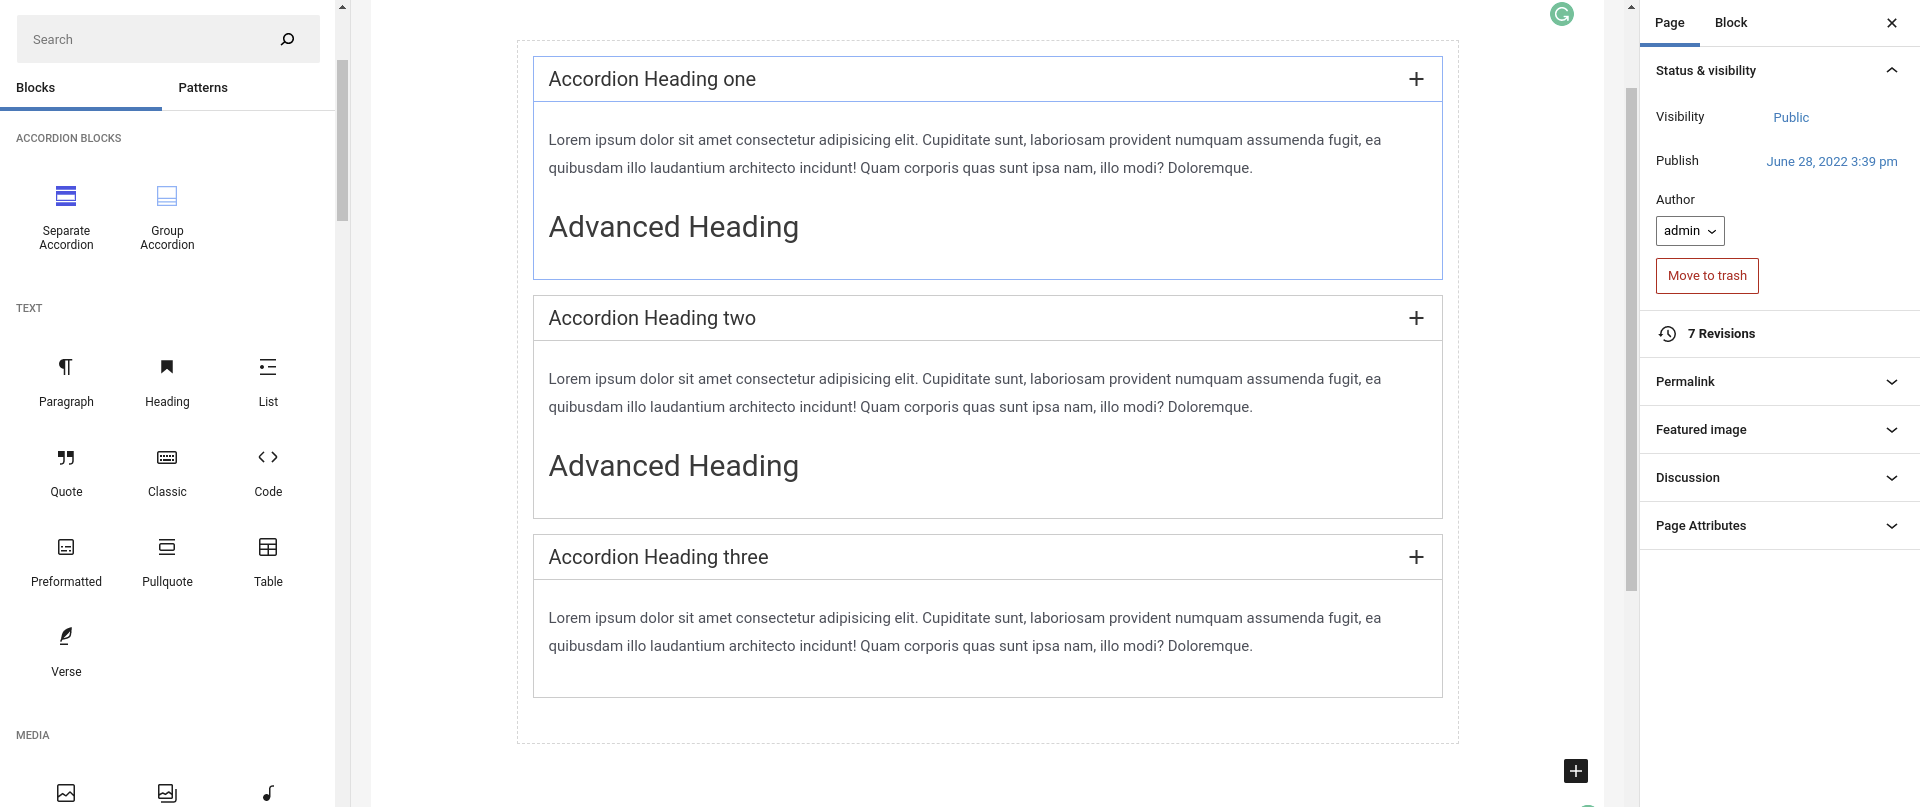 Search
Blocks
Patterns
ACCORDION BLOCKS
Separate
Accordion
Group
Accordion
TEXT
Paragraph
Heading
List
Quote
Classic
Code
Preformatted
Pullquote
Table
Verse
MEDIA
Accordion Heading one
Lorem ipsum dolor sit amet consectetur adipisicing elit. Cupiditate sunt, laboriosam provident numquam assumenda fugit, ea
quibusdam illo laudantium architecto incidunt! Quam corporis quas sunt ipsa nam, illo modi? Doloremque.
Advanced Heading
Accordion Heading two
Lorem ipsum dolor sit amet consectetur adipisicing elit. Cupiditate sunt, laboriosam provident numquam assumenda fugit, ea
quibusdam illo laudantium architecto incidunt! Quam corporis quas sunt ipsa nam, illo modi? Doloremque.
Advanced Heading
Accordion Heading three
Lorem ipsum dolor sit amet consectetur adipisicing elit. Cupiditate sunt, laboriosam provident numquam assumenda fugit, ea
quibusdam illo laudantium architecto incidunt! Quam corporis quas sunt ipsa nam, illo modi? Doloremque.
Page
Block
Status & visibility
Visibility
Public
Publish
June 28, 2022 3:39 pm
Author
admin
Move to trash
7 Revisions
Permalink
Featured image
Discussion
Page Attributes